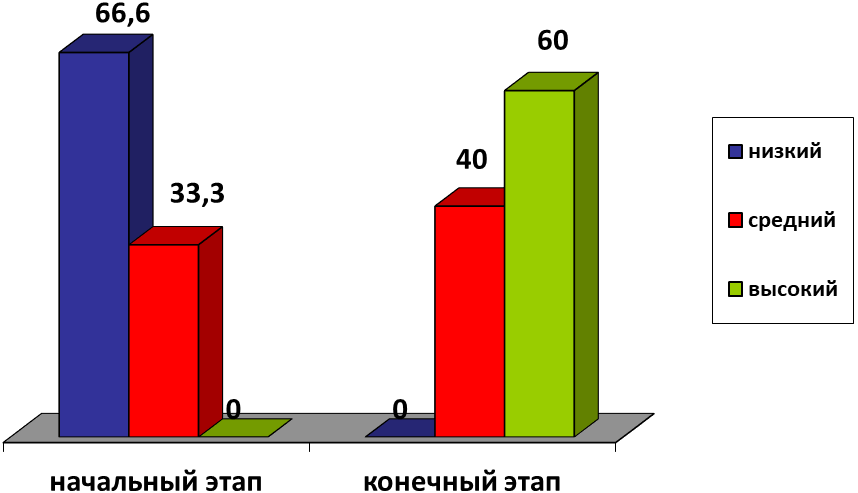 66,6
33,3
0
0
40
60
начальный этап
конечный этап
низкий
средний
высокий